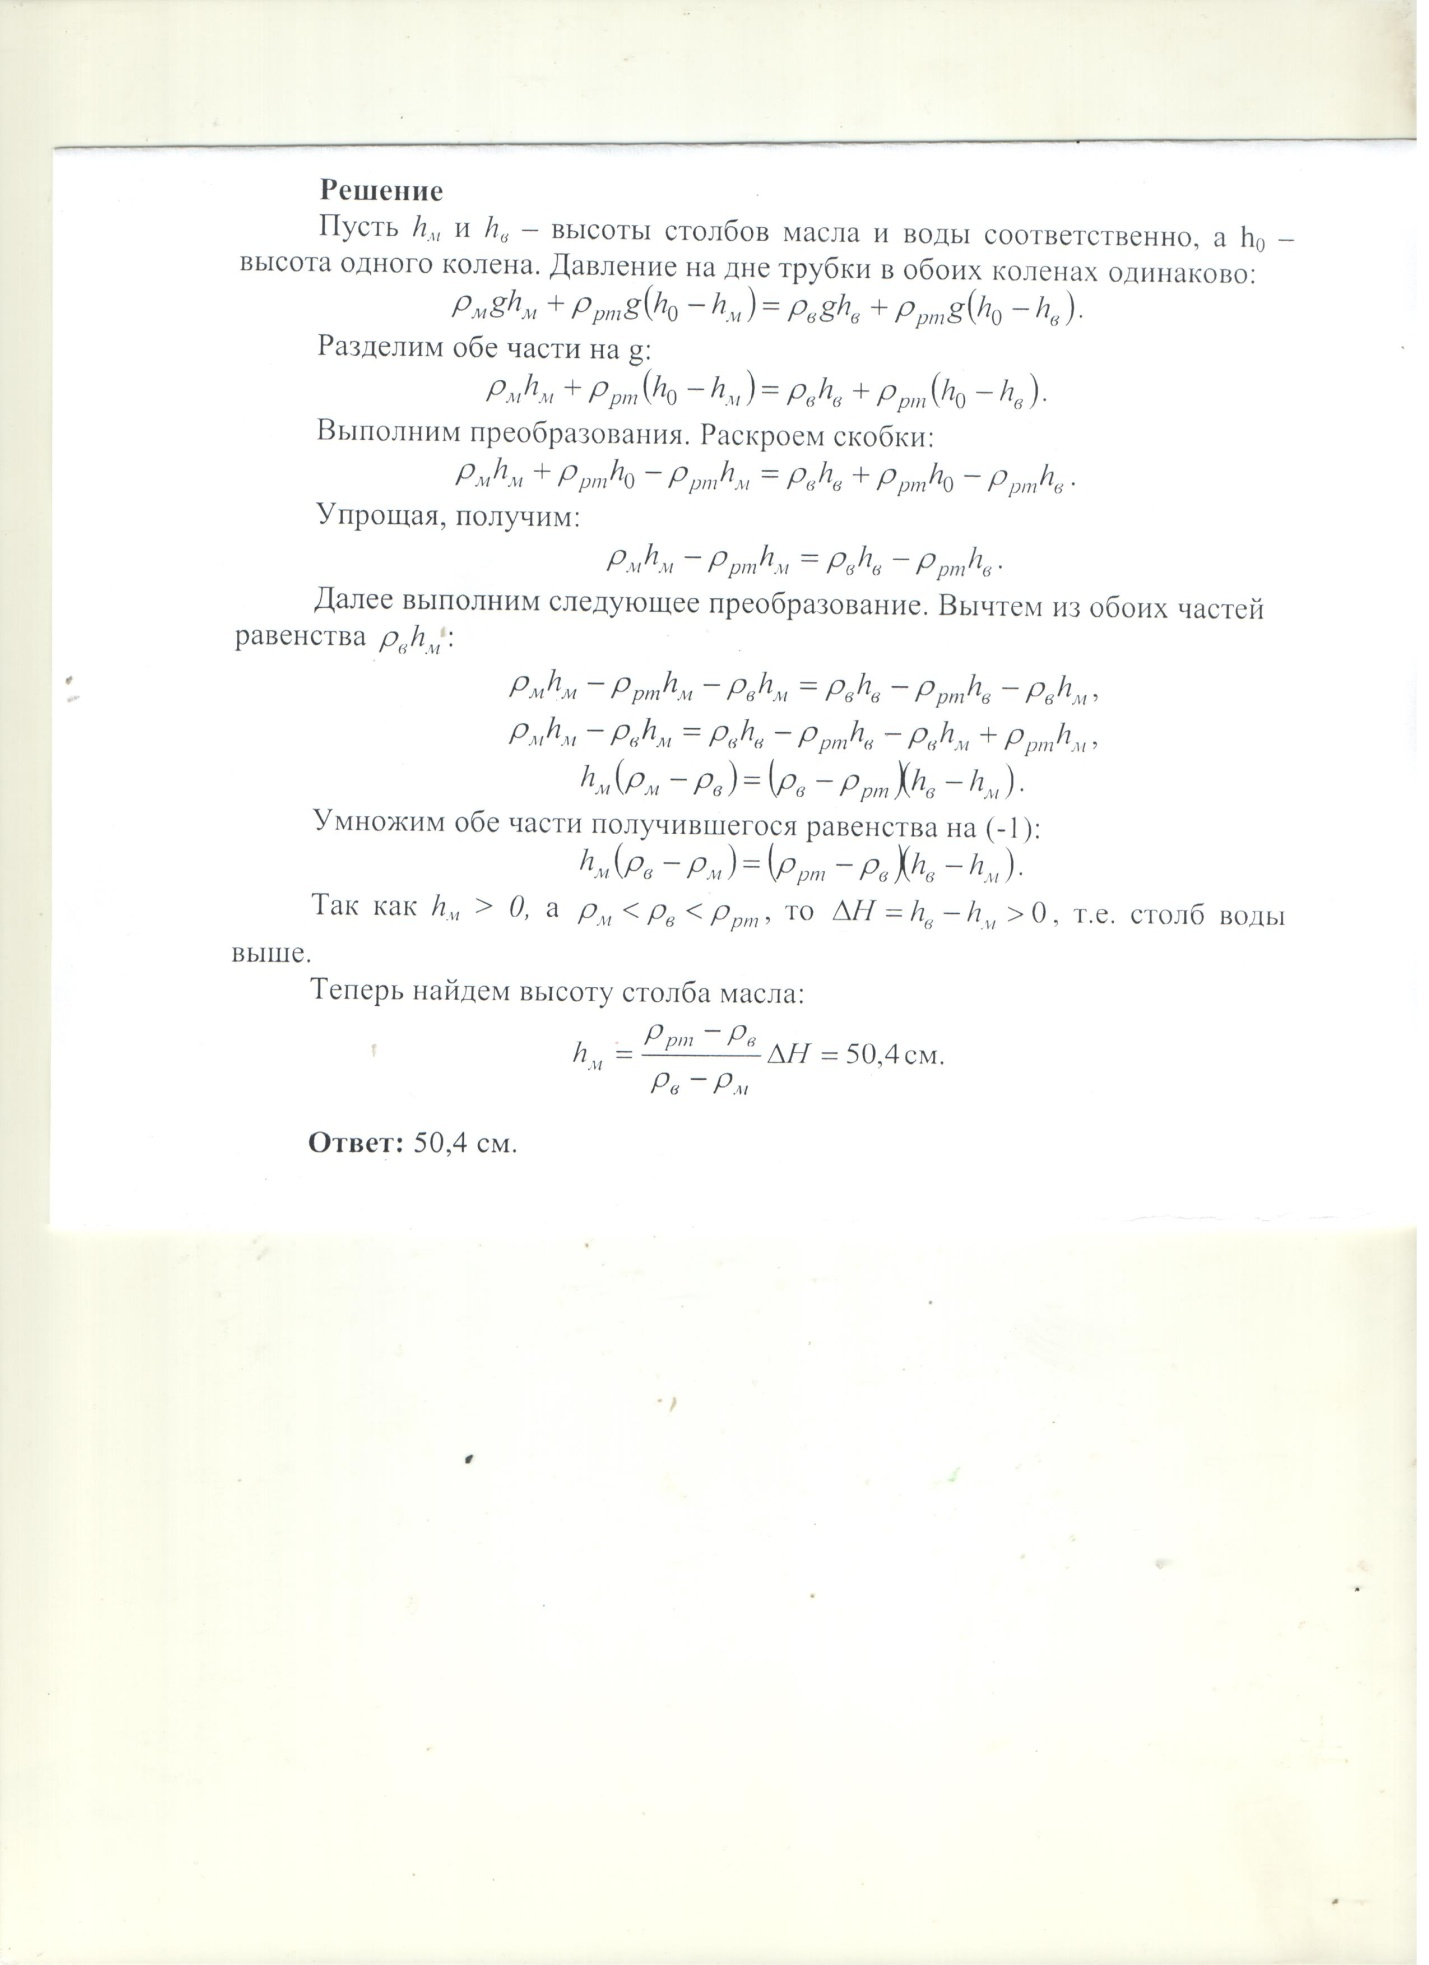 Решение
Пусть hм и hв – высоты столбов масла и воды соответственно, а h0 –
высота одного колена. Давление на дне трубки в обоих коленах одинаково:
ρмghм + ρртg(h0 − hм) = ρвghв + ρртg(h0 − hв).
Разделим обе части на g:
ρмhм + ρрт(h0 − hм) = ρвhв + ρрт(h0 − hв).
Выполним преобразования. Раскроем скобки:
ρмhм + ρртh0 − ρртhм = ρвhв + ρртh0 − ρртhв.
Упрощая, получим:
ρмhм − ρртhм = ρвhв − ρртhв.
Далее выполним следующее преобразование. Вычтем из обоих частей
равенства ρвhм:
ρмhм − ρртhм − ρвhм = ρвhв − ρртhв − ρвhм,
ρмhм − ρвhм = ρвhв − ρртhв − ρвhм + ρртhм,
hм(ρм − ρв) = (ρв − ρрт)(hв − hм).
Умножим обе части получившегося равенства на (-1):
hм(ρв − ρм) = (ρрт − ρв)(hв − hм).
Так как hм > 0, а ρм < ρв < ρрт, то ΔH = hв − hм > 0, т.е. столб воды
выше.
Теперь найдем высоту столба масла:
hм = (ρрт − ρв)/(ρв − ρм) ΔH = 50,4 см.
Ответ: 50,4 см.